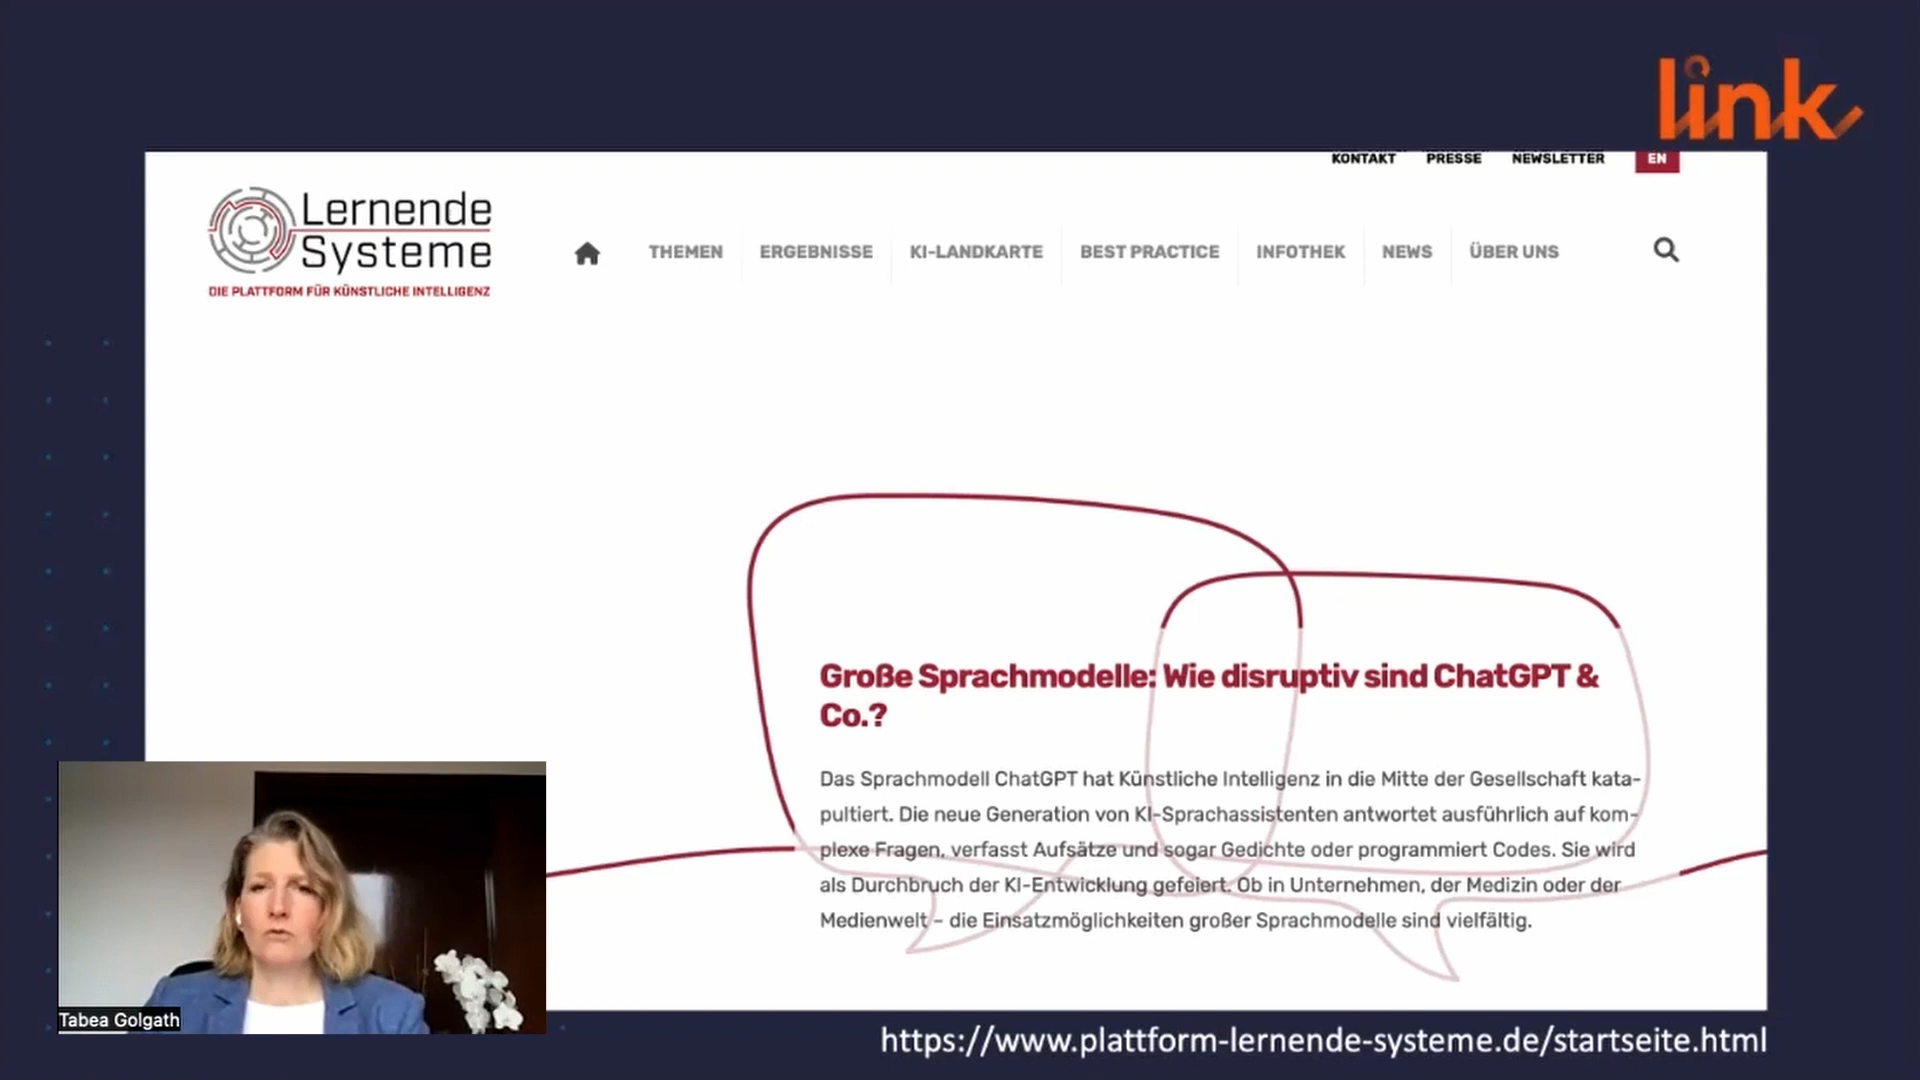 link
KONTAKT PRESSE NEWSLETTER EN
Lernende
Systeme
DIE PLATTFORM FÜR KÜNSTLICHE INTELLIGENZ
THEMEN ERGEBNISSE KI-LANDKARTE BEST PRACTICE INFOTHEK NEWS ÜBER UNS
Große Sprachmodelle: Wie disruptiv sind ChatGPT &
Co.?
Das Sprachmodell ChatGPT hat Künstliche Intelligenz in die Mitte der Gesellschaft kata-
pultiert. Die neue Generation von KI-Sprachassistenten antwortet ausführlich auf kom-
plexe Fragen, verfasst Aufsätze und sogar Gedichte oder programmiert Codes. Sie wird
als Durchbruch der KI-Entwicklung gefeiert. Ob in Unternehmen, der Medizin oder der
Medienwelt – die Einsatzmöglichkeiten großer Sprachmodelle sind vielfältig.
Tabea Golgath
https://www.plattform-lernende-systeme.de/startseite.html